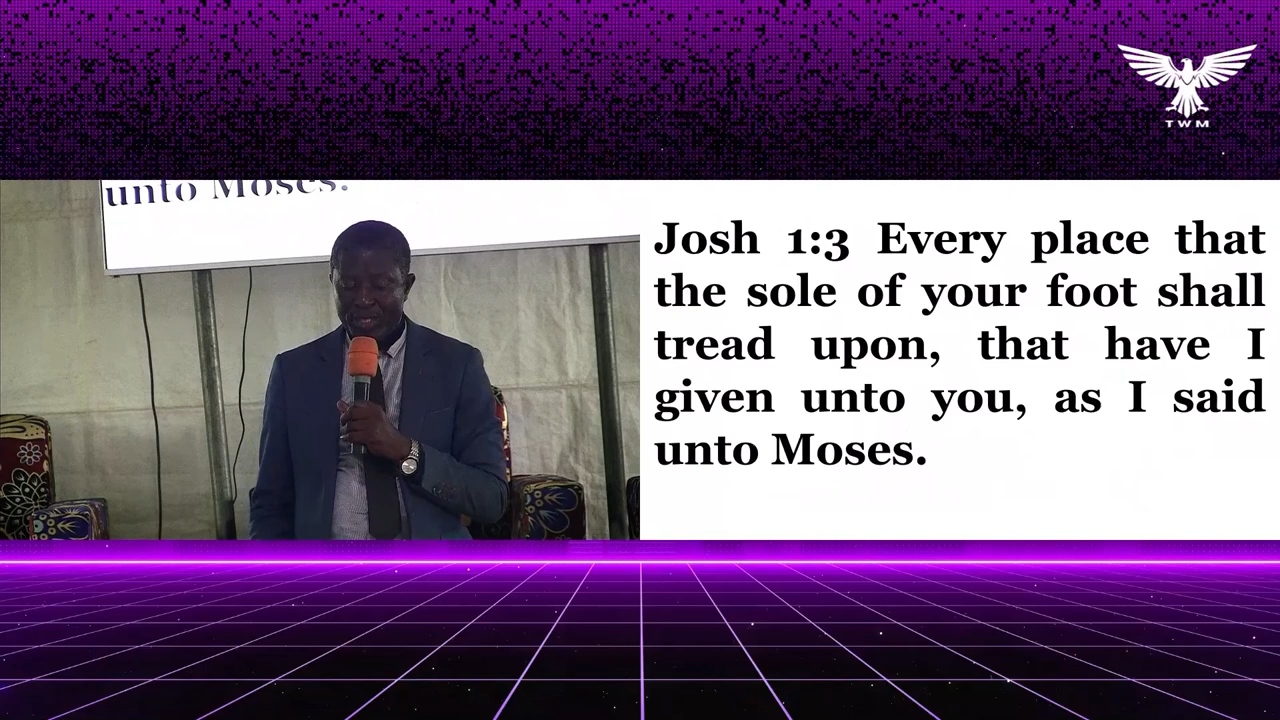 TWM
unto Moses.
Josh 1:3 Every place that
the sole of your foot shall
tread upon, that have I
given unto you, as I said
unto Moses.